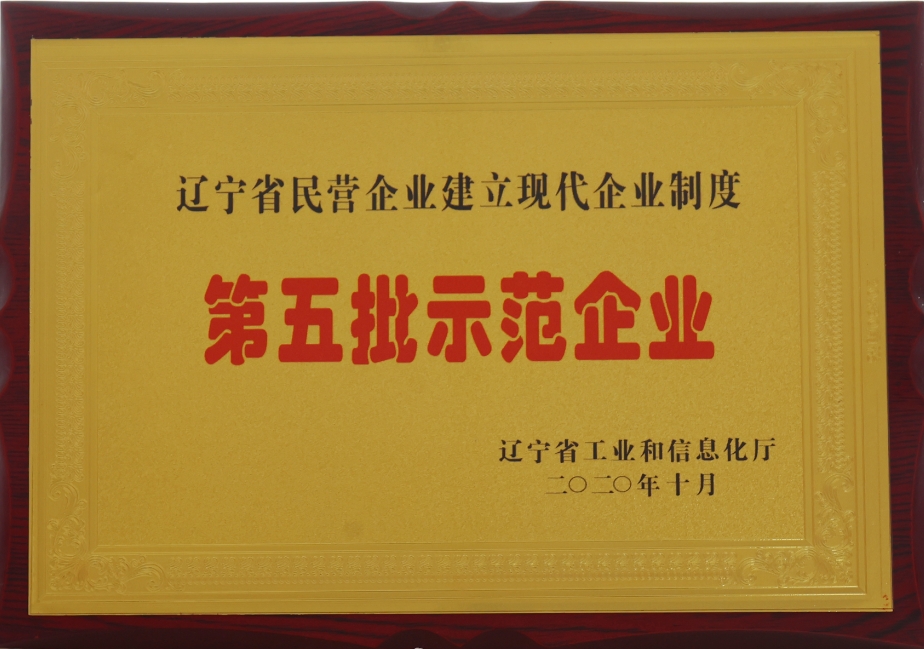 辽宁省民营企业建立现代企业制度
第五批示范企业
辽宁省工业和信息化厅
二〇二〇年十月